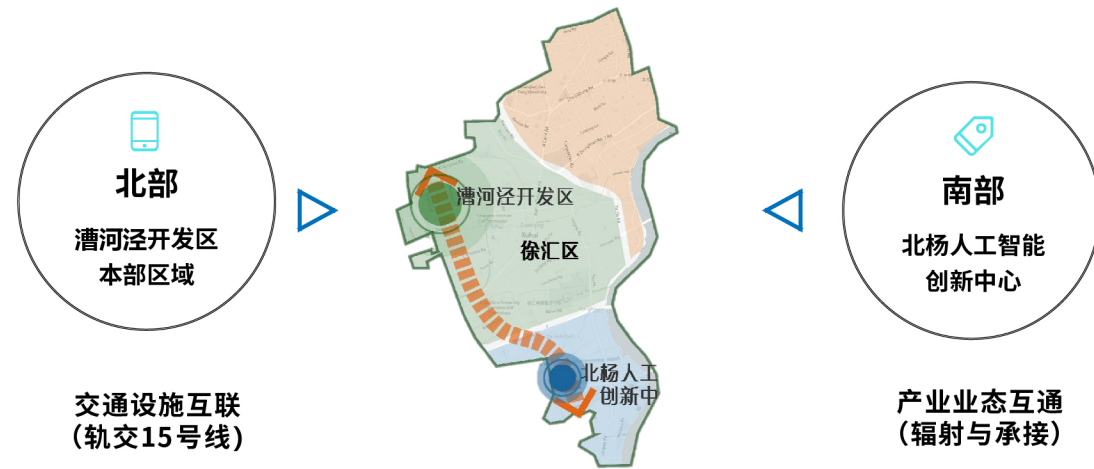 北部
漕河泾开发区
本部区域
交通设施互联
（轨交15号线）
漕河泾开发区
徐汇区
北杨人工
创新中
南部
北杨人工智能
创新中心
产业业态互通
（辐射与承接）